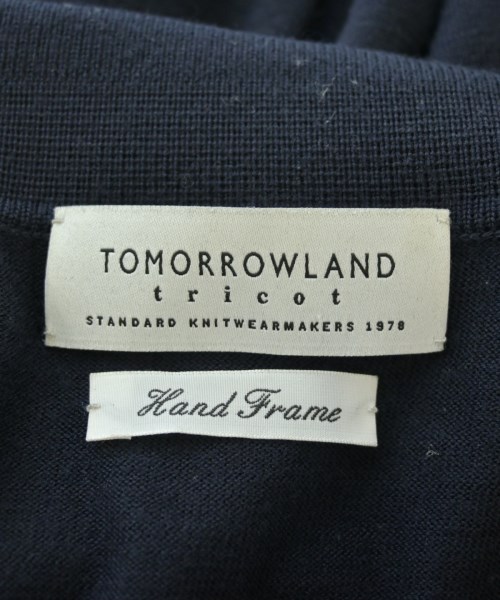 TOMORROWLAND
tricot
STANDARD KNITWEARMAKERS 1978
Hand Frame